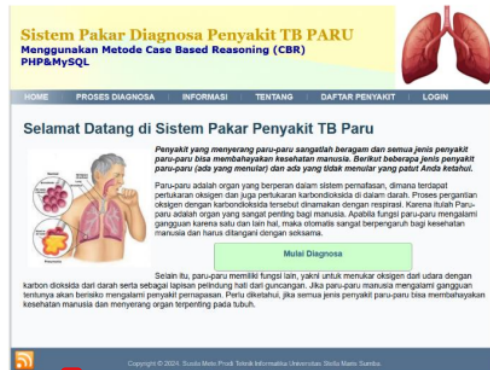 Sistem Pakar Diagnosa Penyakit TB PARU
Menggunakan Metode Case Based Reasoning (CBR)
PHP&MySQL
HOME PROSES DIAGNOSA INFORMASI TENTANG DAFTAR PENYAKIT LOGIN
Selamat Datang di Sistem Pakar Penyakit TB Paru
Penyakit yang menyerang paru-paru sangatlah beragam dan semua jenis penyakit
paru-paru bisa membahayakan kesehatan manusia. Berikut beberapa jenis penyakit
paru-paru (ada yang menular) dan ada yang tidak menular yang patut Anda ketahui.
Paru-paru adalah organ yang berperan dalam sistem pernafasan, dimana terdapat
pertukaran oksigen dan juga pertukaran karbondioksida di dalam darah. Proses pergantian
oksigen dengan karbondioksida tersebut dinamakan dengan respirasi. Karena itulah Paru-
paru adalah organ yang sangat penting bagi manusia. Apabila fungsi paru-paru mengalami
gangguan karena satu dan lain hal, maka otomatis sangat berpengaruh bagi kesehatan
manusia dan harus ditangani dengan seksama.
Mulai Diagnosa
Selain itu, paru-paru memiliki fungsi lain, yakni untuk menukar oksigen dari udara dengan
karbon dioksida dari darah serta sebagai lapisan pelindung hati dari guncangan. Jika paru-paru manusia mengalami gangguan
tentunya akan berisiko mengalami penyakit pernapasan. Perlu diketahui, jika semua jenis penyakit paru-paru bisa membahayakan
kesehatan manusia dan menyerang organ terpenting pada tubuh.
Copyright © 2024. Prodi Teknik Informatika Universitas Stella Maris Sumba